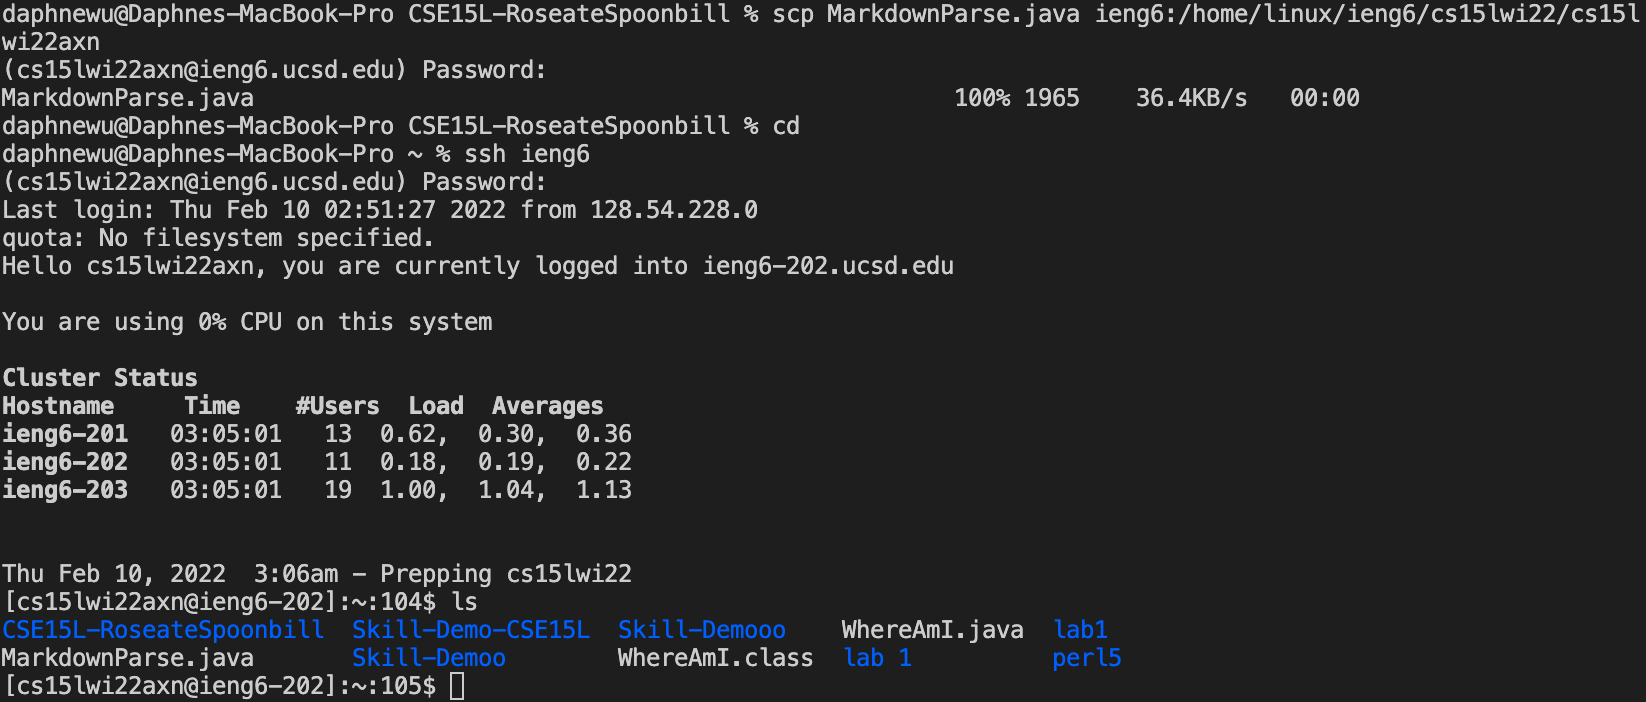 daphnewu@Daphnes-MacBook-Pro CSE15L-RoseateSpoonbill % scp MarkdownParse.java ieng6:/home/linux/ieng6/cs15lwi22/cs15l
wi22axn
(cs15lwi22axn@ieng6.ucsd.edu) Password:
MarkdownParse.java                                                  100% 1965    36.4KB/s   00:00
daphnewu@Daphnes-MacBook-Pro CSE15L-RoseateSpoonbill % cd
daphnewu@Daphnes-MacBook-Pro ~ % ssh ieng6
(cs15lwi22axn@ieng6.ucsd.edu) Password:
Last login: Thu Feb 10 02:51:27 2022 from 128.54.228.0
quota: No filesystem specified.
Hello cs15lwi22axn, you are currently logged into ieng6-202.ucsd.edu
You are using 0% CPU on this system
Cluster Status
Hostname     Time    #Users  Load  Averages
ieng6-201   03:05:01   13  0.62,  0.30,  0.36
ieng6-202   03:05:01   11  0.18,  0.19,  0.22
ieng6-203   03:05:01   19  1.00,  1.04,  1.13
Thu Feb 10, 2022  3:06am - Prepping cs15lwi22
[cs15lwi22axn@ieng6-202]:~:104$ ls
CSE15L-RoseateSpoonbill  Skill-Demo-CSE15L  Skill-Demooo    WhereAmI.java  lab1
MarkdownParse.java       Skill-Demoo        WhereAmI.class  lab 1          perl5
[cs15lwi22axn@ieng6-202]:~:105$